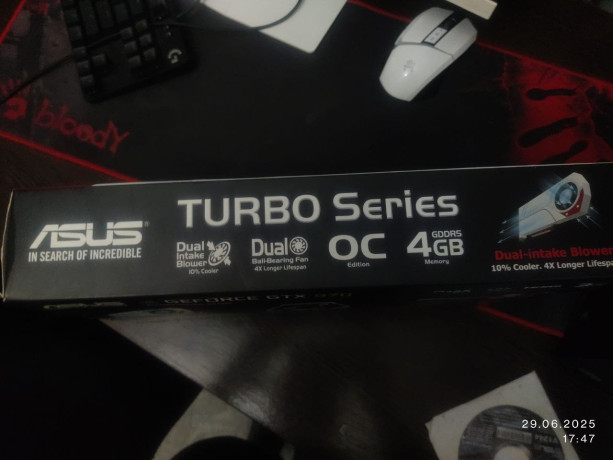 bloody
G
TURBO Series
ASUS
IN SEARCH OF INCREDIBLE
Dual
Intake
Blower
10% Cooler
Dual
Ball-Bearing Fan
4X Longer Lifespan
OC
Edition
GDDR5
4GB
Memory
Dual-intake Blower
10% Cooler. 4X Longer Lifespa
GEFORCE GTX 970
29.06.2025
17:47